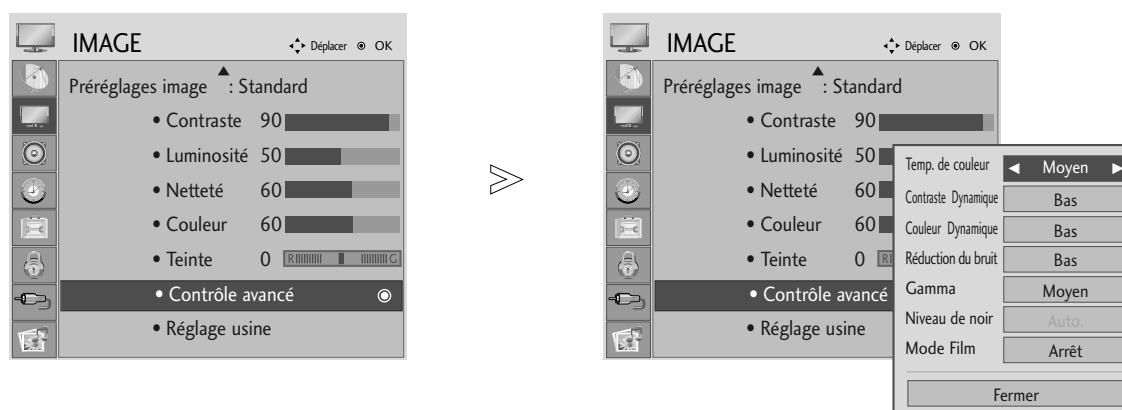 IMAGE
Déplacer OK
Préréglages image : Standard
• Contraste 90
• Luminosité 50
• Netteté 60
• Couleur 60
• Teinte 0 R G
• Contrôle avancé
• Réglage usine
IMAGE
Déplacer OK
Préréglages image : Standard
• Contraste 90
• Luminosité 50
• Netteté 60
• Couleur 60
• Teinte 0 R
• Contrôle avancé
• Réglage usine
Temp. de couleur ◄ Moyen ►
Contraste Dynamique Bas
Couleur Dynamique Bas
Réduction du bruit Bas
Gamma Moyen
Niveau de noir Auto.
Mode Film Arrêt
Fermer